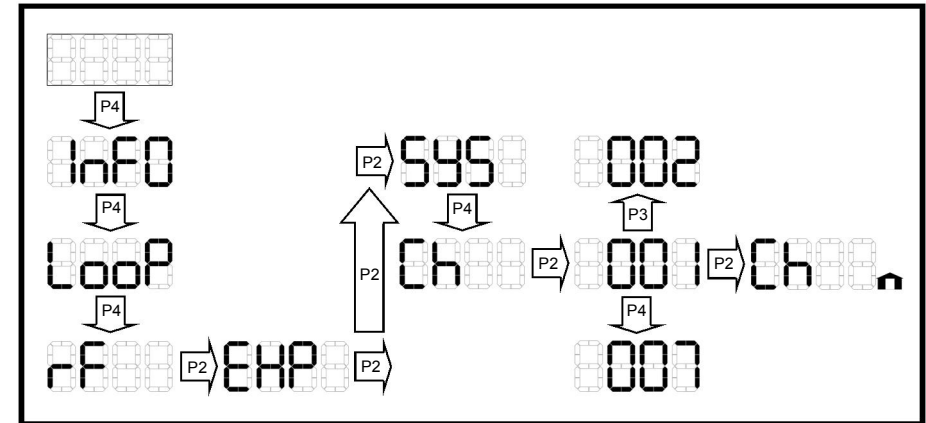 P4
InFO P2 SYS 002
P4 P4 P3
LooP P2 Ch P2 001 P2 Ch
P4 P4
rF P2 EHP P2 007